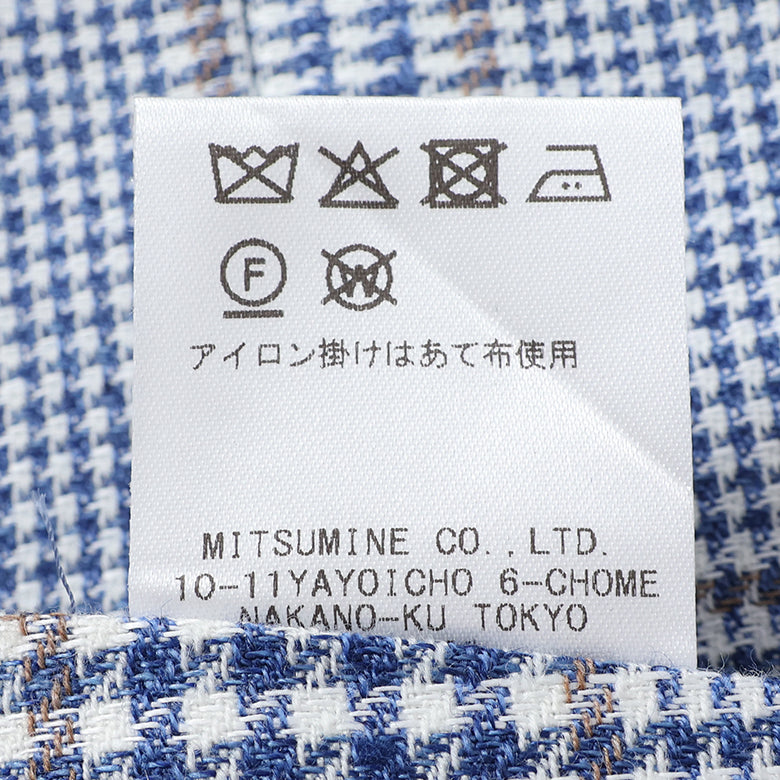 F W
アイロン掛けはあて布使用
MITSUMINE CO.,LTD.
10-11YAYOICHO 6-CHOME
NAKANO-KU TOKYO